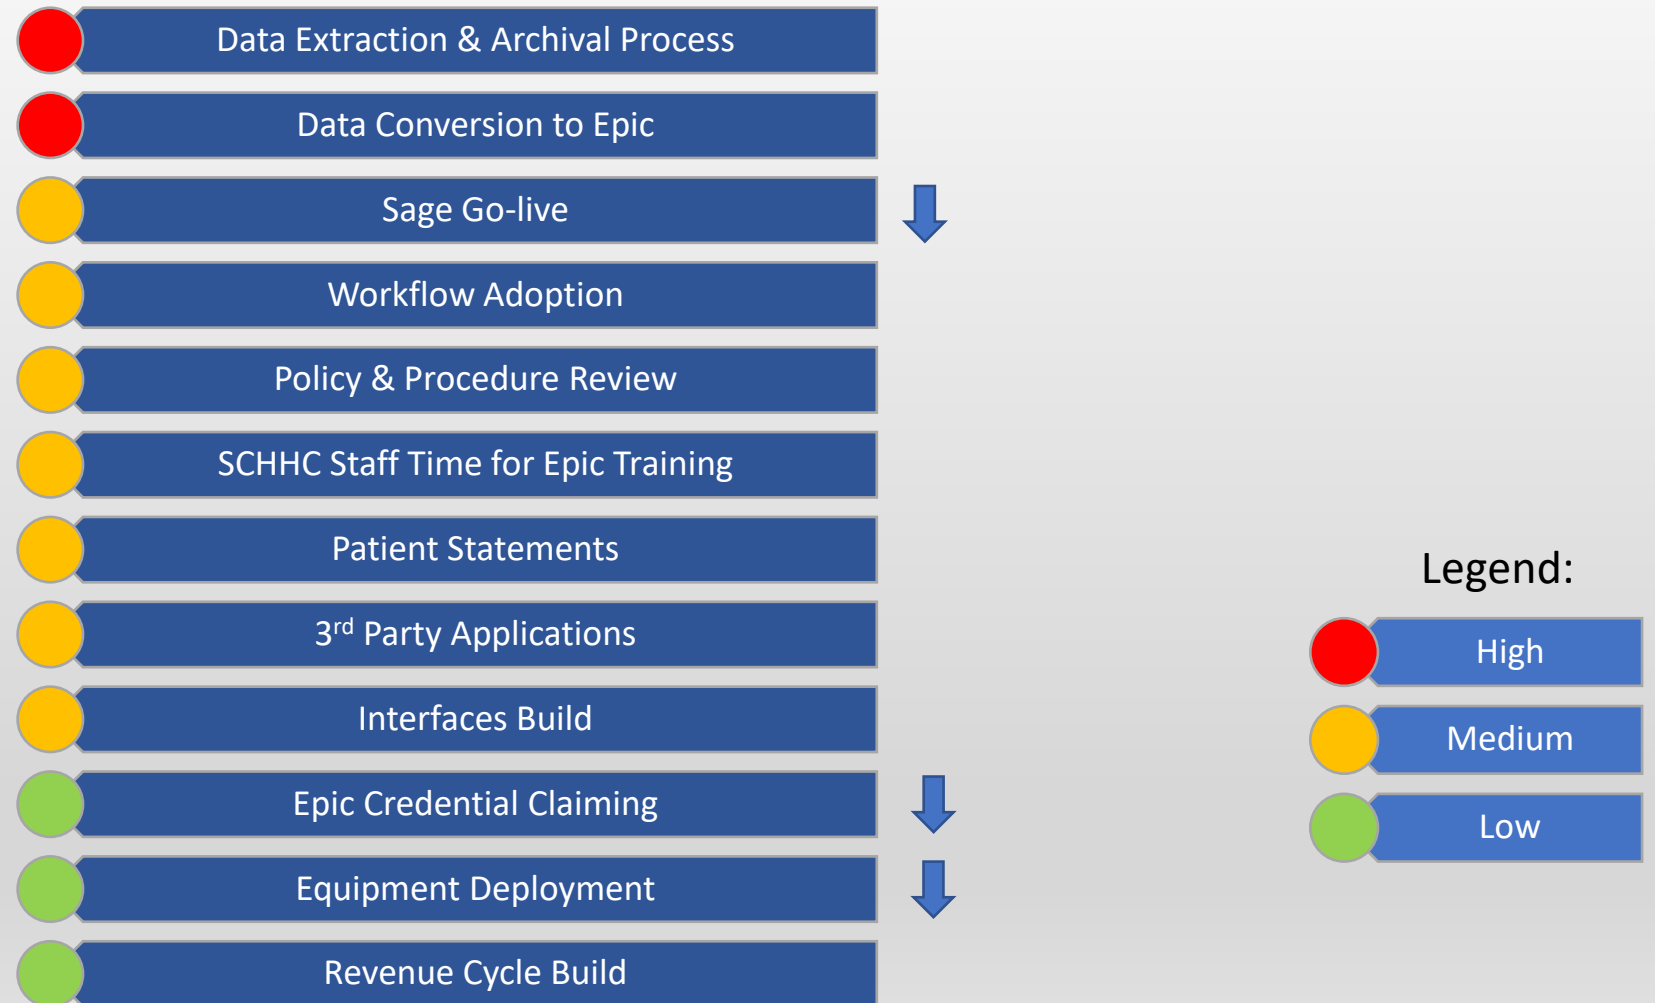 Data Extraction & Archival Process
Data Conversion to Epic
Sage Go-live
Workflow Adoption
Policy & Procedure Review
SCHHC Staff Time for Epic Training
Patient Statements
3rd Party Applications
Interfaces Build
Epic Credential Claiming
Equipment Deployment
Revenue Cycle Build
Legend:
High
Medium
Low